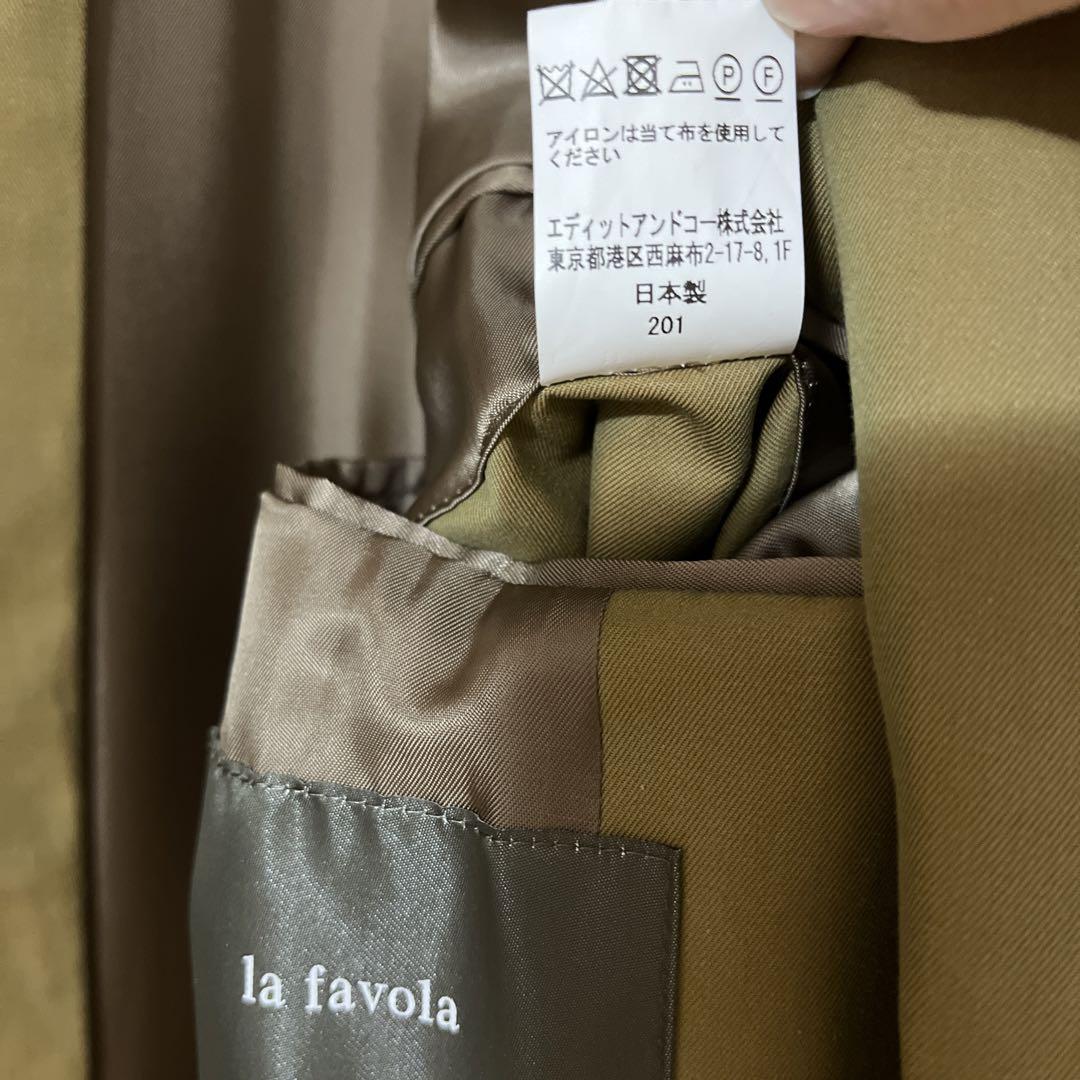 P F
アイロンは当て布を使用して
ください
エディットアンドコー株式会社
東京都港区西麻布2-17-8,1F
日本製
201
la favola